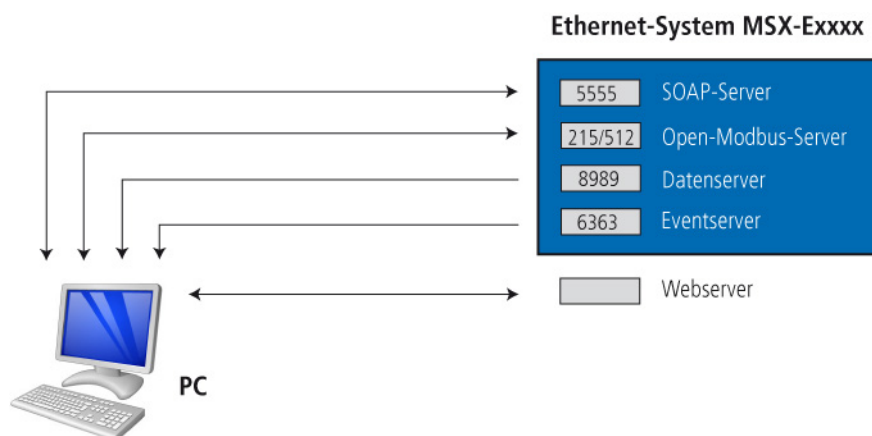 Ethernet-System MSX-Exxxx
5555 SOAP-Server
215/512 Open-Modbus-Server
8989 Datenserver
6363 Eventserver
Webserver
PC